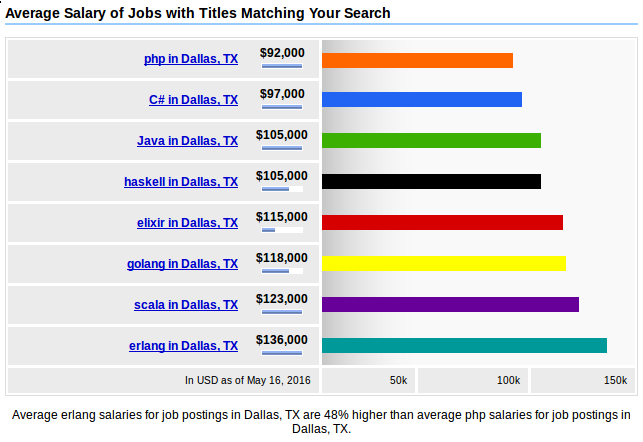 Average Salary of Jobs with Titles Matching Your Search
php in Dallas, TX $92,000
C# in Dallas, TX $97,000
Java in Dallas, TX $105,000
haskell in Dallas, TX $105,000
elixir in Dallas, TX $115,000
golang in Dallas, TX $118,000
scala in Dallas, TX $123,000
erlang in Dallas, TX $136,000
In USD as of May 16, 2016 50k 100k 150k
Average erlang salaries for job postings in Dallas, TX are 48% higher than average php salaries for job postings in
Dallas, TX.